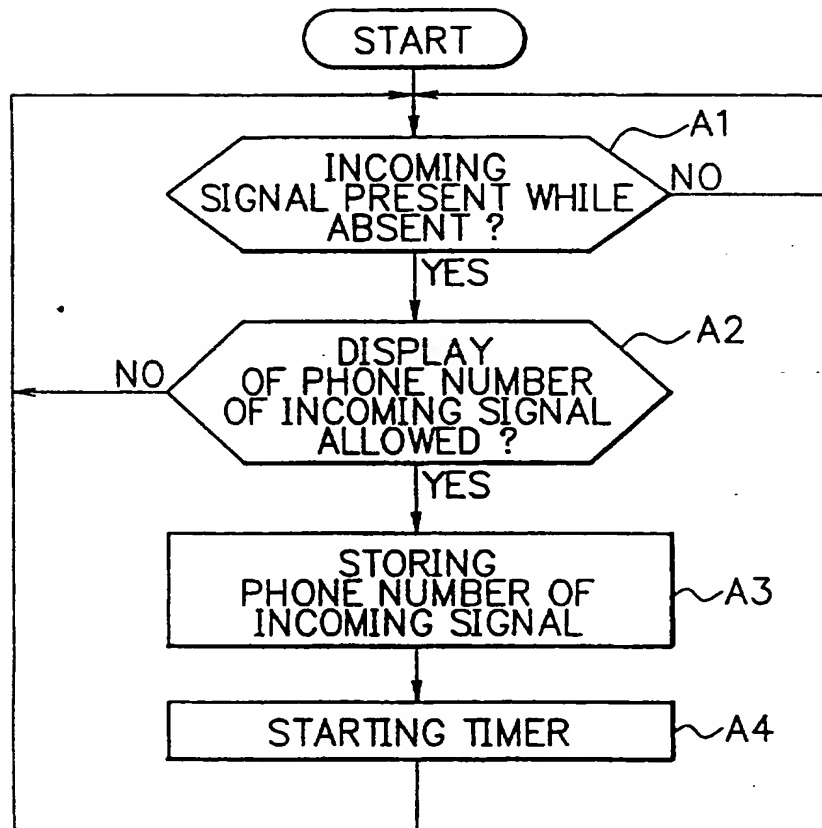 START
A1
INCOMING
SIGNAL PRESENT WHILE
ABSENT ?
NO
YES
A2
DISPLAY
OF PHONE NUMBER
OF INCOMING SIGNAL
ALLOWED ?
NO
YES
STORING
PHONE NUMBER OF
INCOMING SIGNAL
A3
STARTING TIMER
A4